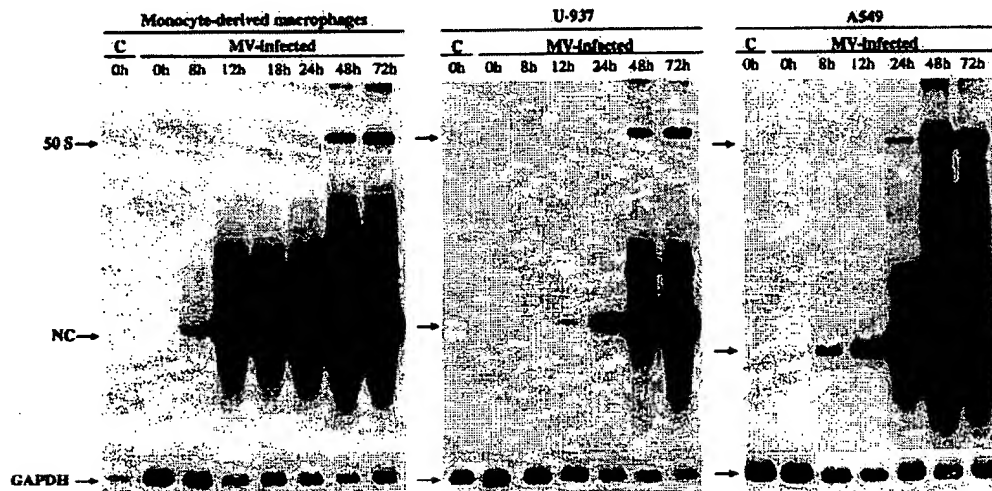 Monocyte-derived macrophages U-937 A549
C MV-infected C MV-infected C MV-infected
0h 0h 8h 12h 18h 24h 48h 72h 0h 0h 8h 12h 24h 48h 72h 0h 0h 8h 12h 24h 48h 72h
50 S
NC
GAPDH